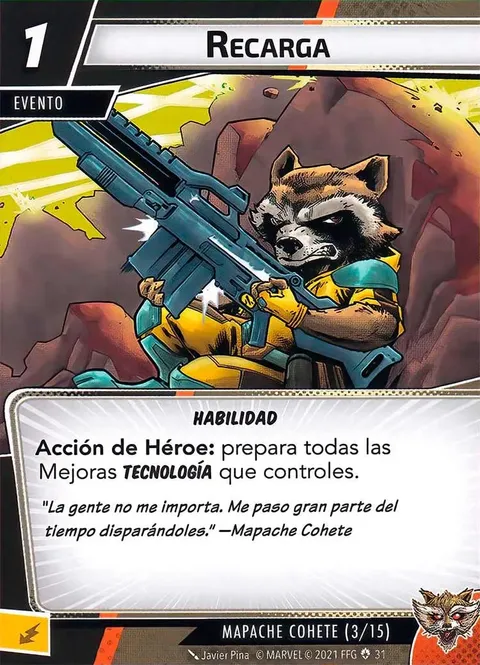 1
RECARGA
EVENTO
HABILIDAD
Acción de Héroe: prepara todas las
Mejoras TECNOLOGÍA que controles.
"La gente no me importa. Me paso gran parte del
tiempo disparándoles." —Mapache Cohete
MAPACHE COHETE (3/15)
Javier Pina © MARVEL © 2021 FFG 31